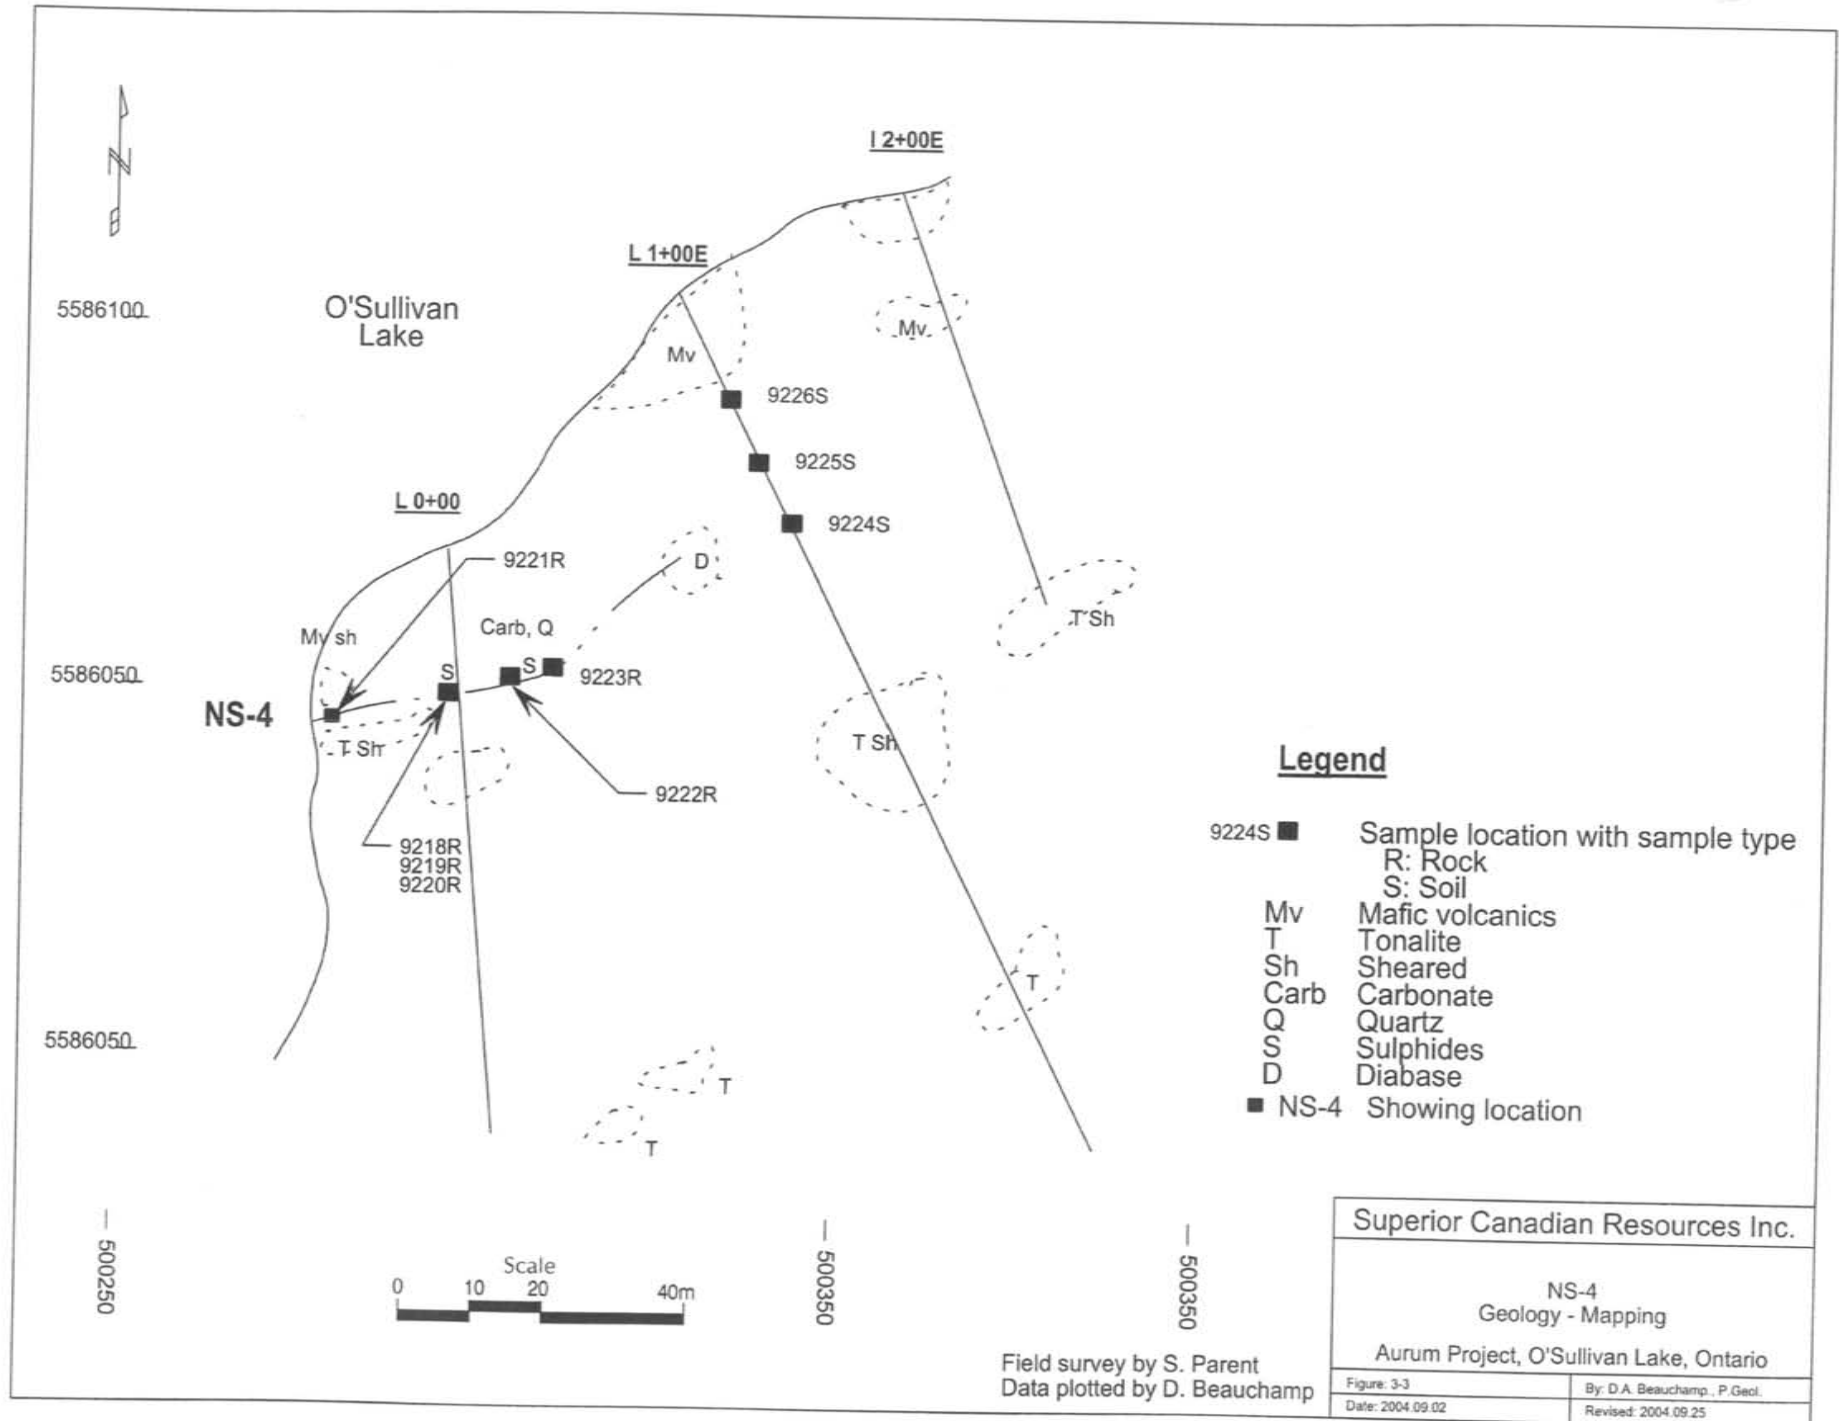 I 2+00E
L 1+00E
5586100
O'Sullivan
Lake
N
Mv
Mv
9226S
9225S
9224S
L 0+00
9221R
D
Mv sh
Carb, Q
T Sh
S
S
9223R
5586050
NS-4
T Sh
T Sh
9222R
9218R
9219R
9220R
T
5586050
T
T
Legend
9224S Sample location with sample type
R: Rock
S: Soil
Mv Mafic volcanics
T Tonalite
Sh Sheared
Carb Carbonate
Q Quartz
S Sulphides
D Diabase
NS-4 Showing location
500250
500350
500350
Scale
0 10 20 40m
Field survey by S. Parent
Data plotted by D. Beauchamp
Superior Canadian Resources Inc.
NS-4
Geology - Mapping
Aurum Project, O'Sullivan Lake, Ontario
Figure: 3-3
By: D.A. Beauchamp., P.Geol.
Date: 2004.09.02
Revised: 2004.09.25